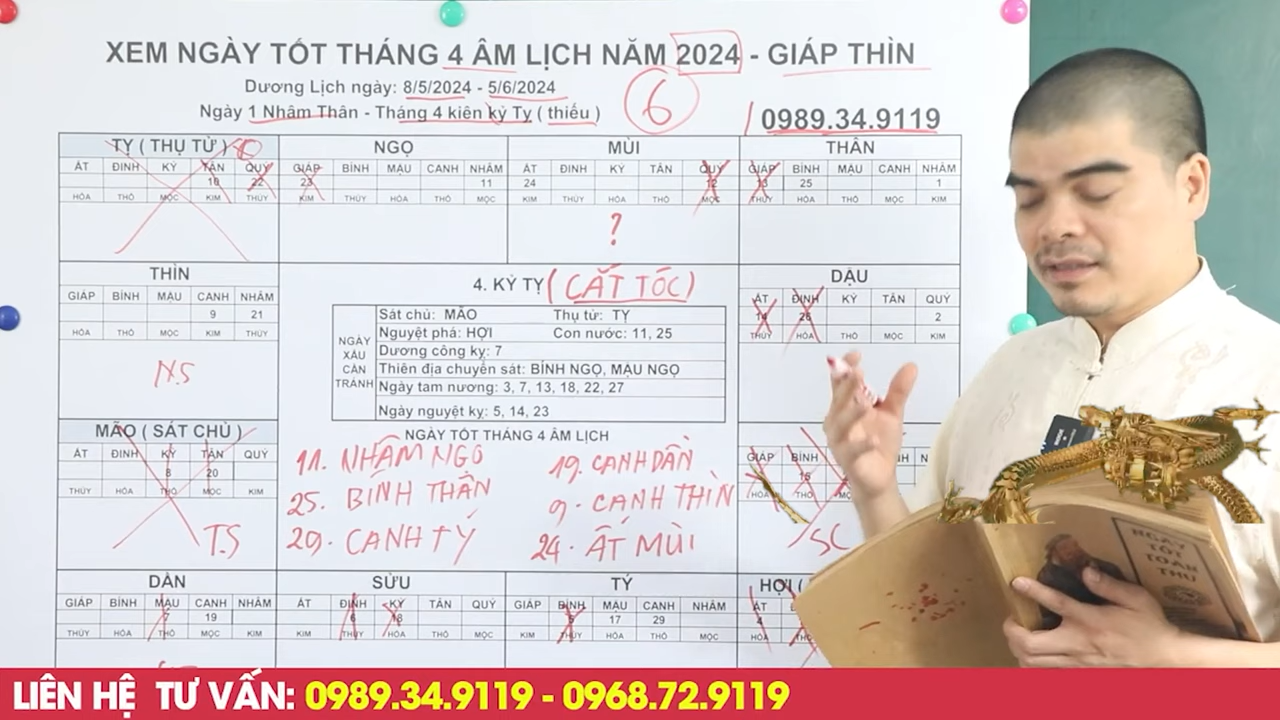 XEM NGÀY TỐT THÁNG 4 ÂM LỊCH NĂM 2024 - GIÁP THÌN
Dương Lịch ngày: 8/5/2024 - 5/6/2024
Ngày 1 Nhâm Thân - Tháng 4 kiên kỷ Tỵ ( thiếu )
6
0989.34.9119
TỴ ( THỤ TỬ )
ẤT ĐINH KỶ TÂN QUÝ
10 22
HỎA THỔ MỘC KIM THỦY
NGỌ
GIÁP BÍNH MẬU CANH NHÂM
23 11
KIM THỦY HỎA THỔ MỘC
MÙI
ẤT ĐINH KỶ TÂN QUÝ
24 12
KIM THỦY HỎA THỔ MỘC
?
THÂN
GIÁP BÍNH MẬU CANH NHÂM
13 25 1
THỦY HỎA THỔ MỘC KIM
THÌN
GIÁP BÍNH MẬU CANH NHÂM
9 21
HỎA THỔ MỘC KIM THỦY
N.S
4. KỶ TỴ (CẮT TÓC)
NGÀY XẤU CẦN TRÁNH
Sát chủ: MÃO Thụ tử: TỴ
Nguyệt phá: HỢI Con nước: 11, 25
Dương công kỵ: 7
Thiên địa chuyển sát: BÍNH NGỌ, MẬU NGỌ
Ngày tam nương: 3, 7, 13, 18, 22, 27
Ngày nguyệt kỵ: 5, 14, 23
DẬU
ẤT ĐINH KỶ TÂN QUÝ
14 26 2
THỦY HỎA THỔ MỘC KIM
MÃO ( SÁT CHỦ )
ẤT ĐINH KỶ TÂN QUÝ
8 20
THỦY THỔ MỘC KIM
T.S
NGÀY TỐT THÁNG 4 ÂM LỊCH
11. NHÂM NGỌ 19. CANH DẦN
25. BÍNH THÂN 9. CANH THÌN
29. CANH TÝ 24. ẤT MÙI
GIÁP BÍNH
15
HỎA THỔ
SC
DẦN
GIÁP BÍNH MẬU CANH NHÂM
19
THỦY HỎA THỔ MỘC KIM
SỬU
ẤT ĐINH KỶ TÂN QUÝ
6 18
KIM THỦY HỎA THỔ MỘC
TÝ
GIÁP BÍNH MẬU CANH NHÂM
5 17 29
KIM THỦY HỎA THỔ MỘC
HỢI
ẤT
4
HỎA
NGÀY
TỐT
TOÀN
THƯ
LIÊN HỆ TƯ VẤN: 0989.34.9119 - 0968.72.9119